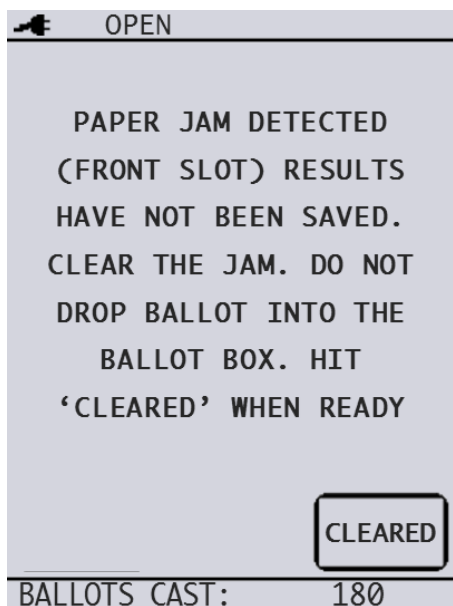 OPEN
PAPER JAM DETECTED
(FRONT SLOT) RESULTS
HAVE NOT BEEN SAVED.
CLEAR THE JAM. DO NOT
DROP BALLOT INTO THE
BALLOT BOX. HIT
‘CLEARED’ WHEN READY
CLEARED
BALLOTS CAST: 180